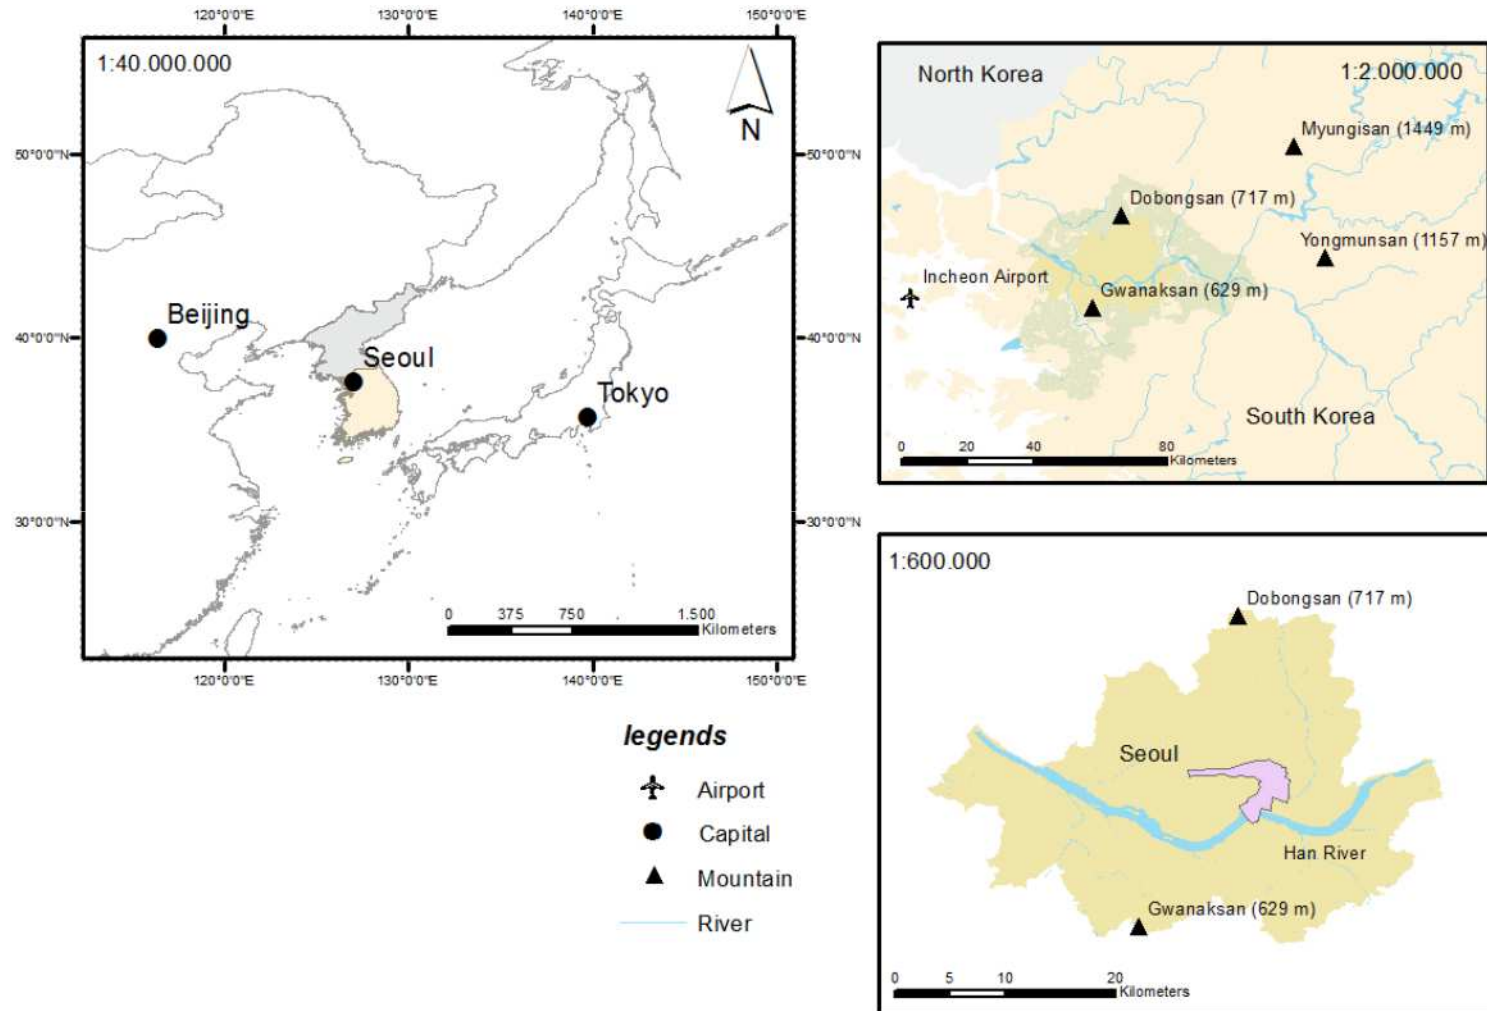 120°0'0"E 130°0'0"E 140°0'0"E 150°0'0"E
1:40.000.000
N
50°0'0"N 50°0'0"N
Beijing
40°0'0"N 40°0'0"N
Seoul
Tokyo
30°0'0"N 30°0'0"N
0 375 750 1.500
Kilometers
120°0'0"E 130°0'0"E 140°0'0"E 150°0'0"E
legends
Airport
Capital
Mountain
River
North Korea
1:2.000.000
Myungisan (1449 m)
Dobongsan (717 m)
Yongmunsan (1157 m)
Incheon Airport
Gwanaksan (629 m)
South Korea
0 20 40 80
Kilometers
1:600.000
Dobongsan (717 m)
Seoul
Han River
Gwanaksan (629 m)
0 5 10 20
Kilometers